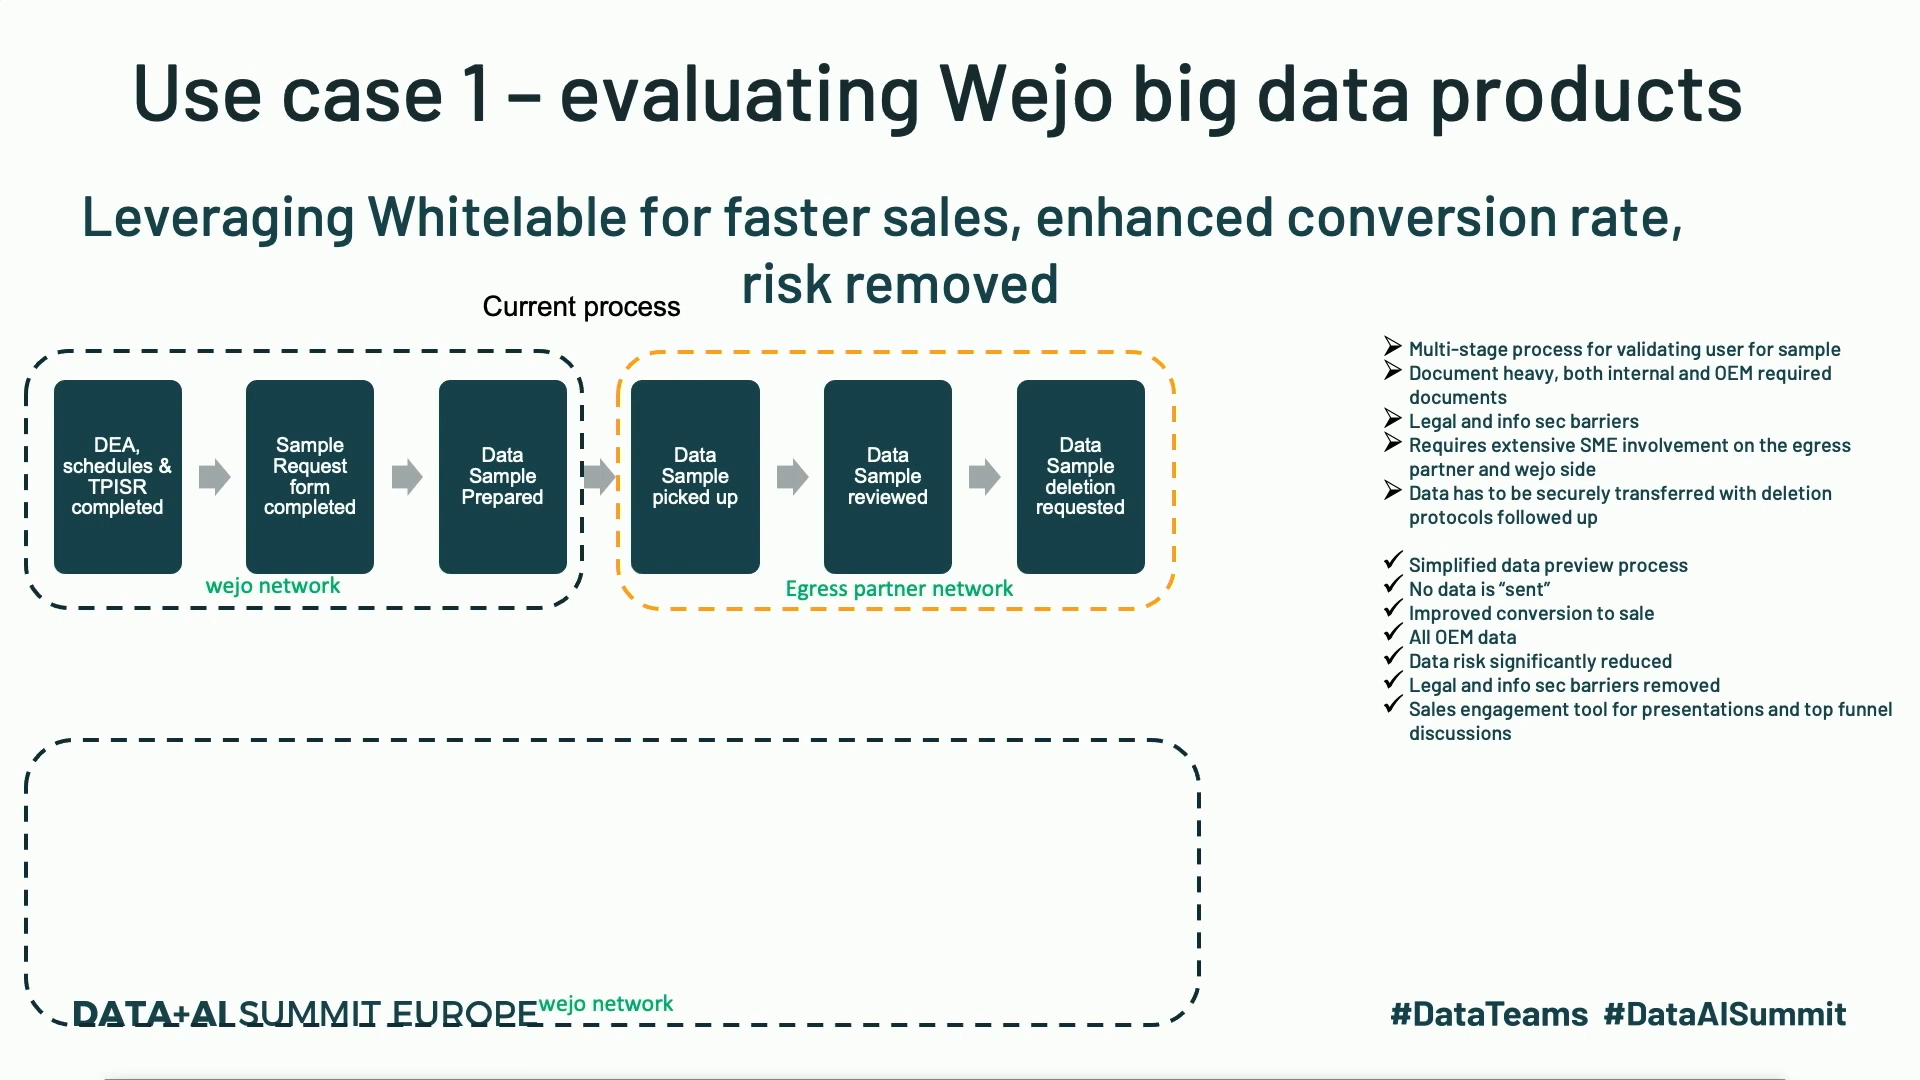 Use case 1 – evaluating Wejo big data products
Leveraging Whitelable for faster sales, enhanced conversion rate,
risk removed
Current process
DEA,
schedules &
TPISR
completed
Sample
Request
form
completed
Data
Sample
Prepared
Data
Sample
picked up
Data
Sample
reviewed
Data
Sample
deletion
requested
wejo network
Egress partner network
➢ Multi-stage process for validating user for sample
➢ Document heavy, both internal and OEM required
documents
➢ Legal and info sec barriers
➢ Requires extensive SME involvement on the egress
partner and wejo side
➢ Data has to be securely transferred with deletion
protocols followed up
✓ Simplified data preview process
✓ No data is “sent”
✓ Improved conversion to sale
✓ All OEM data
✓ Data risk significantly reduced
✓ Legal and info sec barriers removed
✓ Sales engagement tool for presentations and top funnel
discussions
wejo network
DATA+AI SUMMIT EUROPE
#DataTeams #DataAISummit